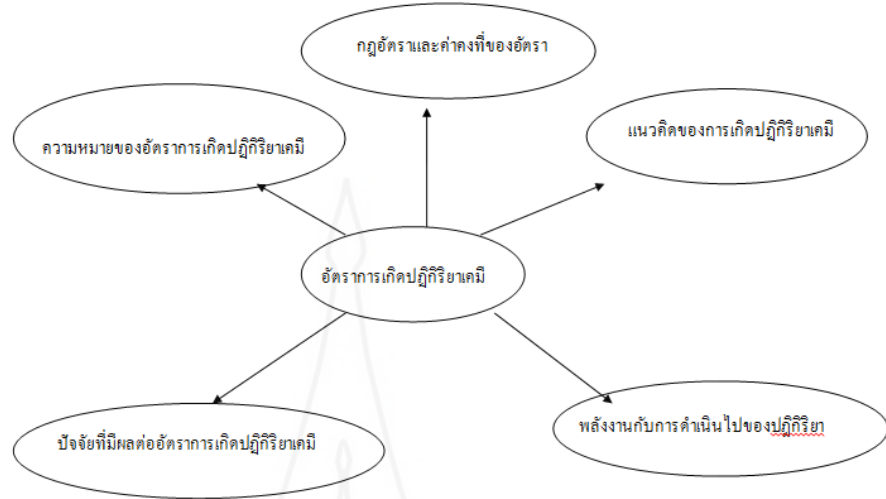 กฎอัตราและค่าคงที่ของอัตรา
แนวคิดของการเกิดปฏิกิริยาเคมี
ความหมายของอัตราการเกิดปฏิกิริยาเคมี
อัตราการเกิดปฏิกิริยาเคมี
พลังงานกับการดำเนินไปของปฎิกิริยา
ปัจจัยที่มีผลต่ออัตราการเกิดปฏิกิริยาเคมี